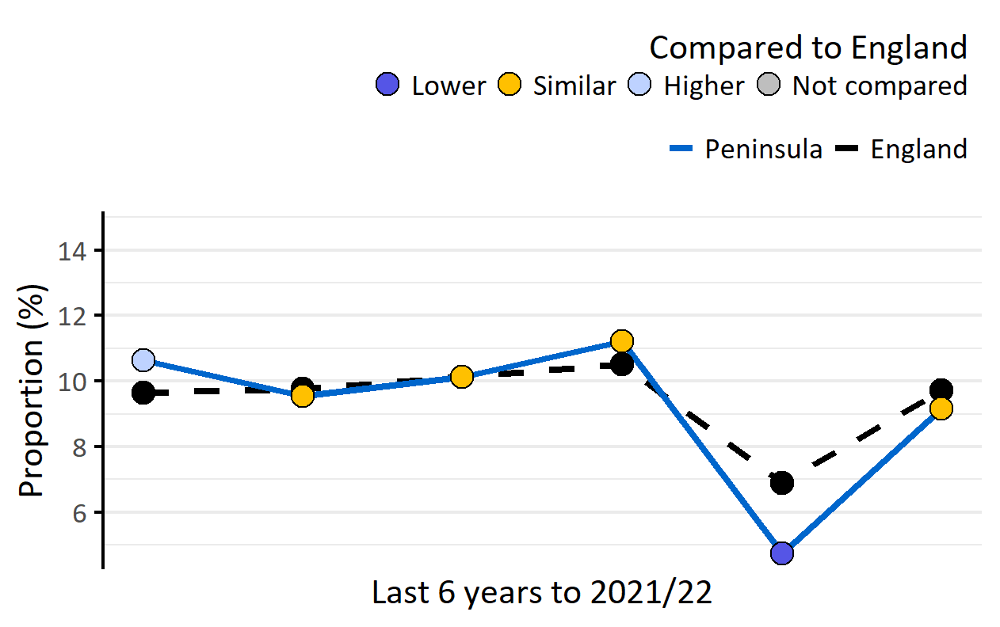 Compared to England
Lower Similar Higher Not compared
Peninsula England
14
12
10
8
6
Proportion (%)
Last 6 years to 2021/22